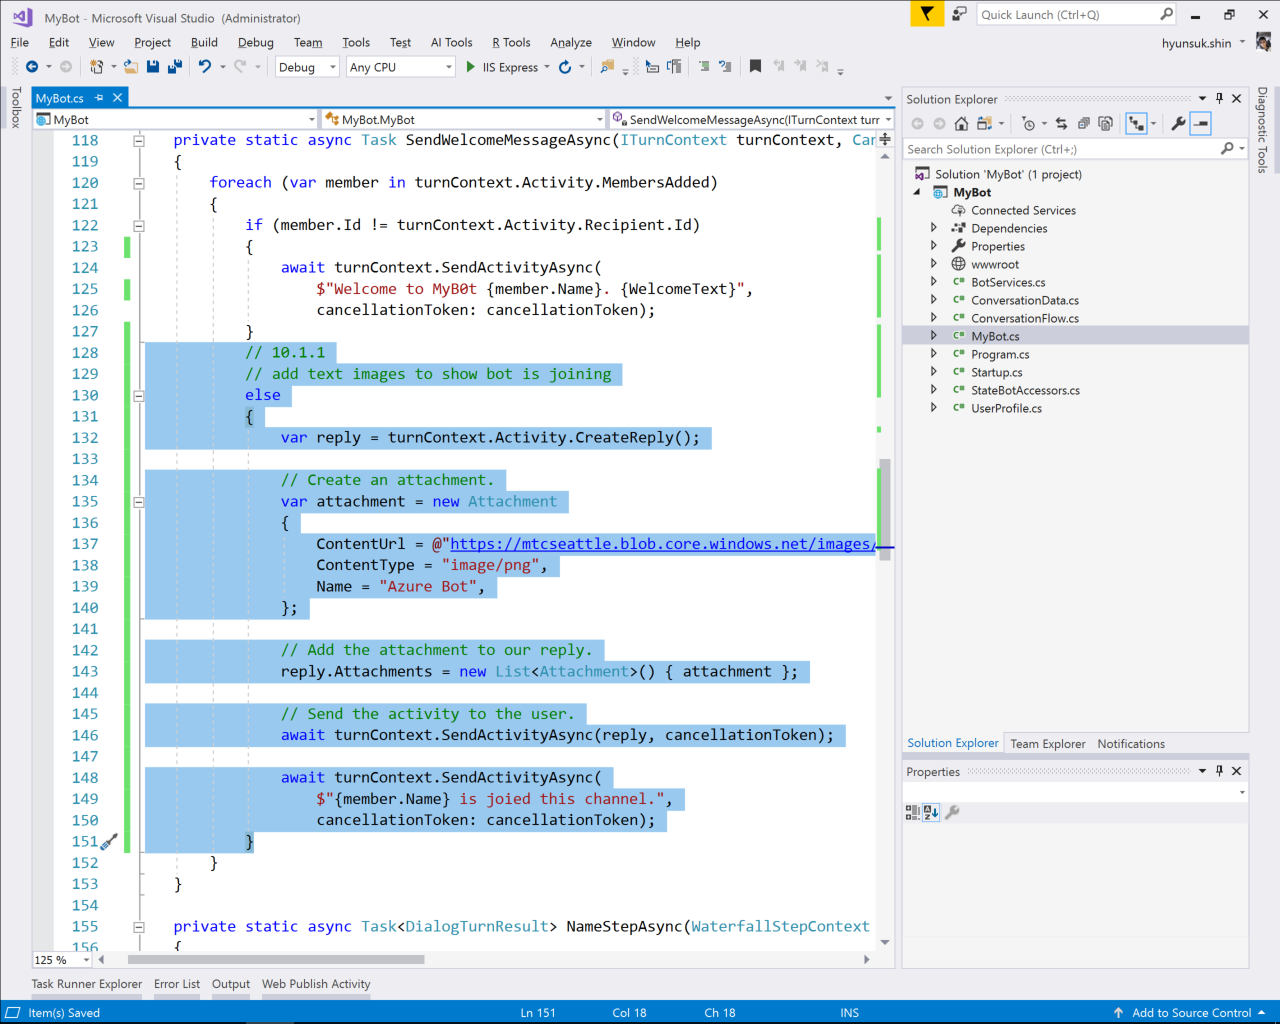 MyBot - Microsoft Visual Studio (Administrator)
Quick Launch (Ctrl+Q)
File Edit View Project Build Debug Team Tools Test AI Tools R Tools Analyze Window Help
hyunsuk.shin
Debug Any CPU IIS Express
Toolbox
MyBot.cs
MyBot
MyBot.MyBot
SendWelcomeMessageAsync(ITurnContext turr
118 private static async Task SendWelcomeMessageAsync(ITurnContext turnContext, Can
119 {
120 foreach (var member in turnContext.Activity.MembersAdded)
121 {
122 if (member.Id != turnContext.Activity.Recipient.Id)
123 {
124 await turnContext.SendActivityAsync(
125 $"Welcome to MyB0t {member.Name}. {WelcomeText}",
126 cancellationToken: cancellationToken);
127 }
128 // 10.1.1
129 // add text images to show bot is joining
130 else
131 {
132 var reply = turnContext.Activity.CreateReply();
133
134 // Create an attachment.
135 var attachment = new Attachment
136 {
137 ContentUrl = @"https://mtcseattle.blob.core.windows.net/images/
138 ContentType = "image/png",
139 Name = "Azure Bot",
140 };
141
142 // Add the attachment to our reply.
143 reply.Attachments = new List<Attachment>() { attachment };
144
145 // Send the activity to the user.
146 await turnContext.SendActivityAsync(reply, cancellationToken);
147
148 await turnContext.SendActivityAsync(
149 $"{member.Name} is joied this channel.",
150 cancellationToken: cancellationToken);
151 }
152 }
153 }
154
155 private static async Task<DialogTurnResult> NameStepAsync(WaterfallStepContext
156 {
125 %
Solution Explorer
Search Solution Explorer (Ctrl+;)
Solution 'MyBot' (1 project)
MyBot
Connected Services
Dependencies
Properties
wwwroot
BotServices.cs
ConversationData.cs
ConversationFlow.cs
MyBot.cs
Program.cs
Startup.cs
StateBotAccessors.cs
UserProfile.cs
Solution Explorer Team Explorer Notifications
Properties
Diagnostic Tools
Task Runner Explorer Error List Output Web Publish Activity
Item(s) Saved Ln 151 Col 18 Ch 18 INS Add to Source Control